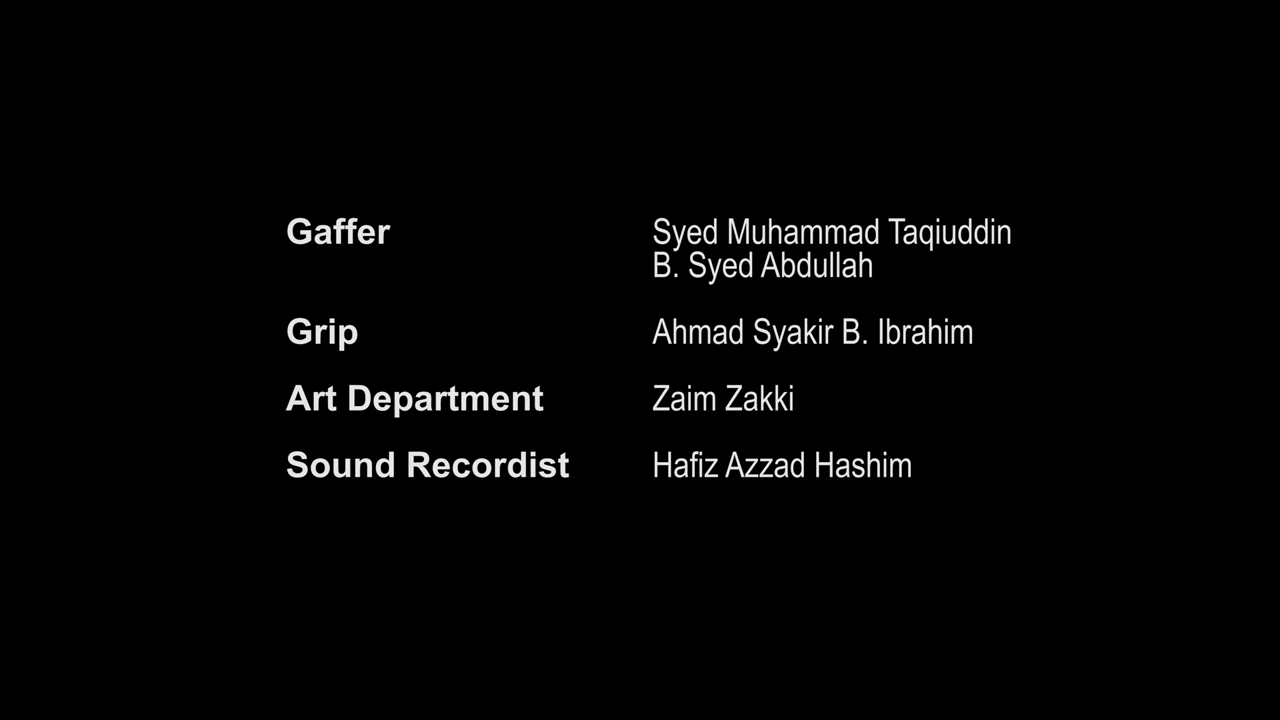 Gaffer Syed Muhammad Taqiuddin
B. Syed Abdullah
Grip Ahmad Syakir B. Ibrahim
Art Department Zaim Zakki
Sound Recordist Hafiz Azzad Hashim